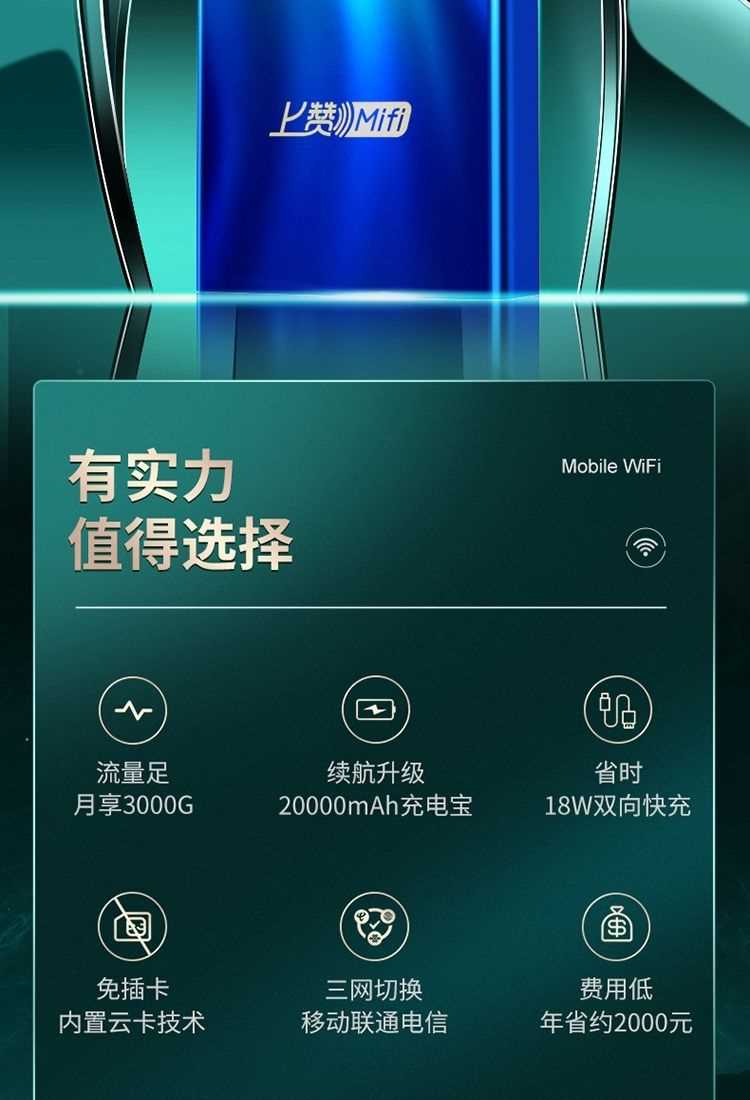 上赞 Mifi
有实力
Mobile WiFi
值得选择
流量足
月享3000G
续航升级
20000mAh充电宝
省时
18W双向快充
免插卡
内置云卡技术
三网切换
移动联通电信
费用低
年省约2000元